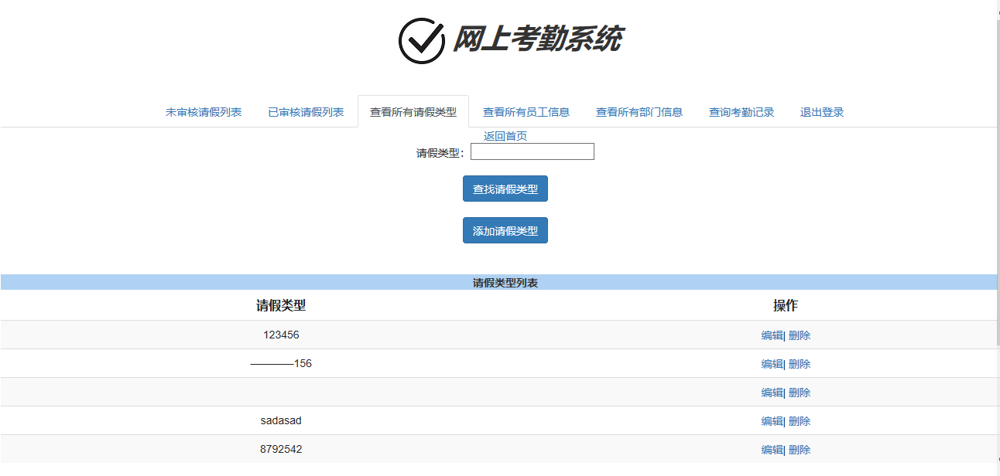 网上考勤系统
未审核请假列表 已审核请假列表 查看所有请假类型 查看所有员工信息 查看所有部门信息 查询考勤记录 退出登录
返回首页
请假类型：
查找请假类型
添加请假类型
请假类型列表
请假类型 操作
123456 编辑| 删除
————156 编辑| 删除
编辑| 删除
sadasad 编辑| 删除
8792542 编辑| 删除